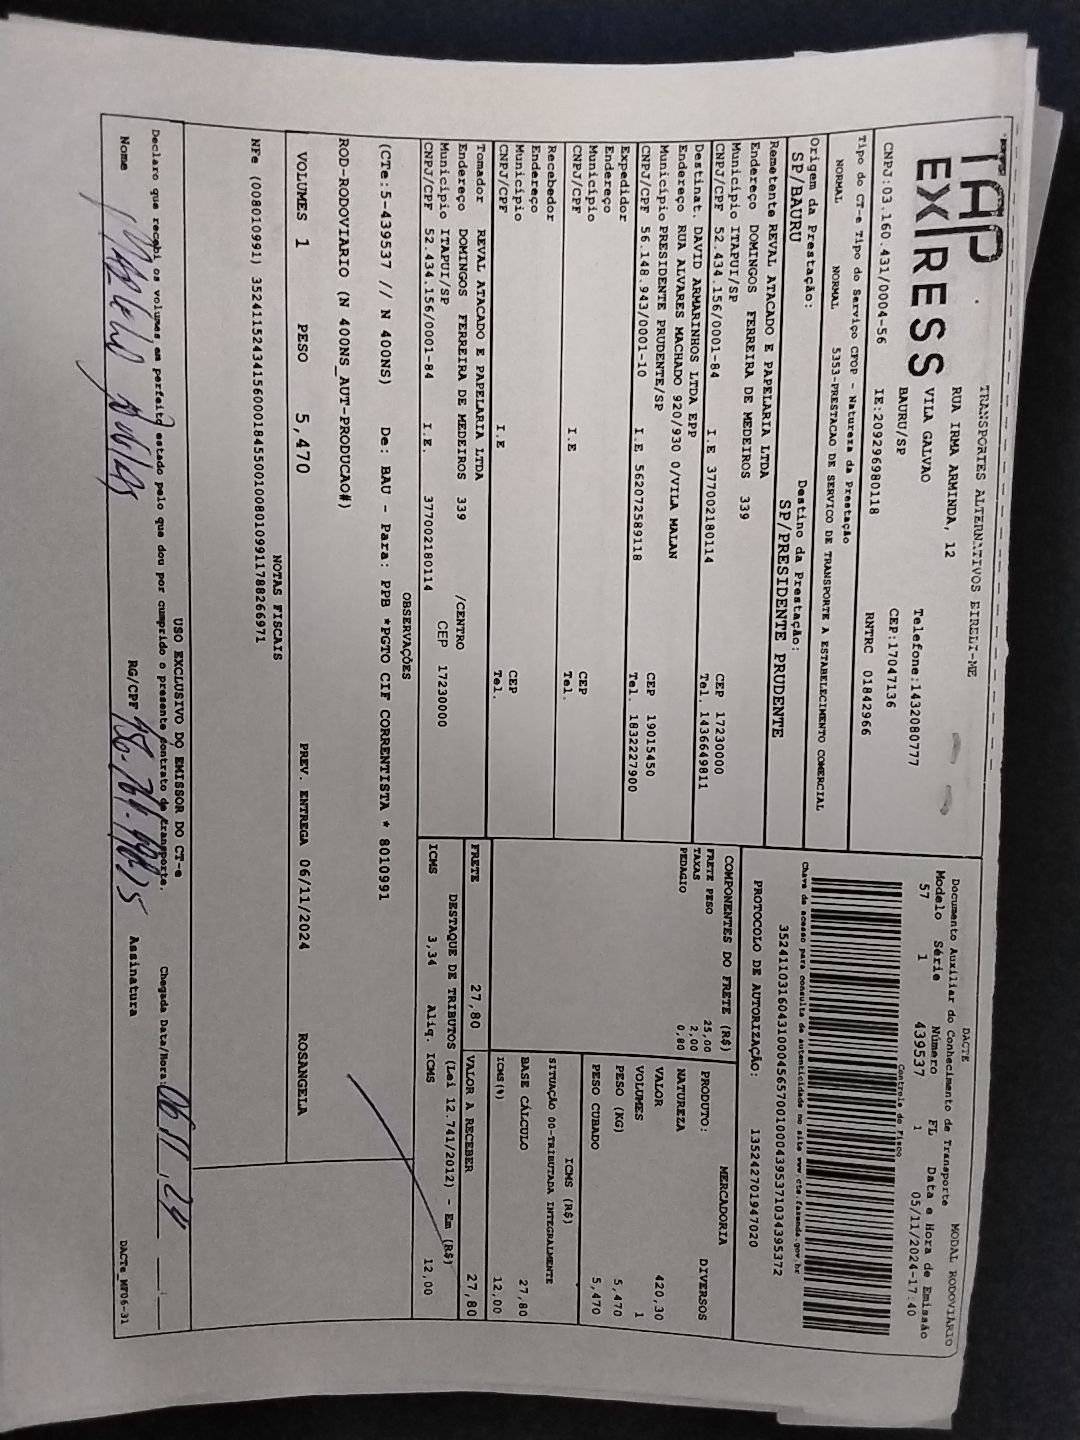 TAP
EXPRESS
TRANSPORTES ALTERNATIVOS EIRELI-ME
RUA IRMA ARMINDA, 12
VILA GALVAO Telefone:1432080777
BAURU/SP CEP:17047136
CNPJ:03.160.431/0004-56 IE:209296980118 RNTRC 01842966
DACTE MODAL RODOVIÁRIO
Documento Auxiliar do Conhecimento de Transporte
Modelo Série Número FL Data e Hora de Emissão
57 1 439537 1 05/11/2024-17:40
Controle do Fisco
Chave de acesso para consulta de autenticidade no site www.cte.fazenda.gov.br
35241103160431000456570010004395371034395372
PROTOCOLO DE AUTORIZAÇÃO: 135242701947020
Tipo do CT-e Tipo do Serviço CFOP - Natureza da Prestação
NORMAL NORMAL 5353-PRESTACAO DE SERVICO DE TRANSPORTE A ESTABELECIMENTO COMERCIAL
Origem da Prestação: Destino da Prestação:
SP/BAURU SP/PRESIDENTE PRUDENTE
Remetente REVAL ATACADO E PAPELARIA LTDA
Endereço DOMINGOS FERREIRA DE MEDEIROS 339
Município ITAPUI/SP CEP 17230000
CNPJ/CPF 52.434.156/0001-84 I.E 377002180114 Tel. 1436649811
Destinat. DAVID ARMARINHOS LTDA EPP
Endereço RUA ALVARES MACHADO 920/930 0/VILA MALAN
Município PRESIDENTE PRUDENTE/SP CEP 19015450
CNPJ/CPF 56.148.943/0001-10 I.E 562072589118 Tel. 1832227900
Expedidor
Endereço
Município CEP
CNPJ/CPF I.E Tel.
Recebedor
Endereço
Município CEP
CNPJ/CPF I.E Tel.
Tomador REVAL ATACADO E PAPELARIA LTDA
Endereço DOMINGOS FERREIRA DE MEDEIROS 339 /CENTRO
Município ITAPUI/SP CEP 17230000
CNPJ/CPF 52.434.156/0001-84 I.E. 377002180114
COMPONENTES DO FRETE (R$)
FRETE PESO 25,00
TAXAS 2,00
PEDAGIO 0,80
MERCADORIA
PRODUTO: DIVERSOS
NATUREZA
VALOR 420,30
VOLUMES 1
PESO (KG) 5,470
PESO CUBADO 5,470
ICMS (R$)
SITUAÇÃO 00-TRIBUTADA INTEGRALMENTE
BASE CÁLCULO 27,80
ICMS(%) 12,00
FRETE 27,80 VALOR A RECEBER 27,80
DESTAQUE DE TRIBUTOS (Lei 12.741/2012) - Em (R$)
ICMS 3,34 Aliq. ICMS 12,00
OBSERVAÇÕES
(CTe:5-439537 // N 400NS) De: BAU - Para: PPB *PGTO CIF CORRENTISTA * 8010991
ROD-RODOVIARIO (N 400NS_AUT-PRODUCAO#)
VOLUMES 1 PESO 5,470 PREV. ENTREGA 06/11/2024 ROSANGELA
NOTAS FISCAIS
NFe (008010991) 35241152434156000184550010080109911788266971
USO EXCLUSIVO DO EMISSOR DO CT-e
Declaro que recebi os volumes em perfeito estado pelo que dou por cumprido o presente contrato de transporte.
Chegada Data/Hora: 06/11/24
Nome RG/CPF Assinatura
DACTe_MF06-31